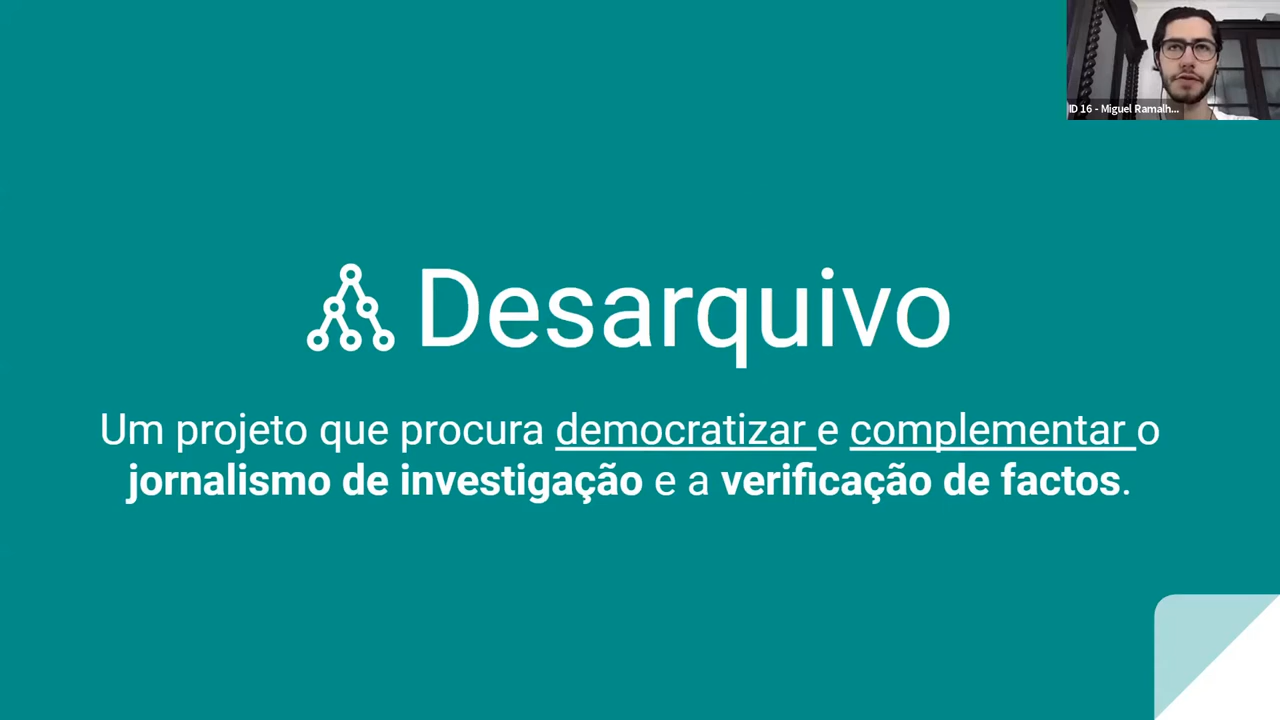 ID 16 - Miguel Ramalh...
Desarquivo
Um projeto que procura democratizar e complementar o
jornalismo de investigação e a verificação de factos.